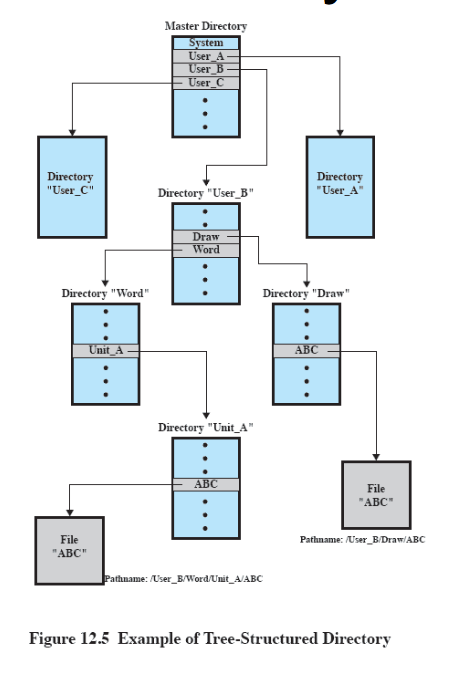 Master Directory
System
User_A
User_B
User_C
Directory
"User_C"
Directory
"User_A"
Directory "User_B"
Draw
Word
Directory "Word"
Directory "Draw"
Unit_A
ABC
Directory "Unit_A"
ABC
File
"ABC"
Pathname: /User_B/Draw/ABC
File
"ABC"
Pathname: /User_B/Word/Unit_A/ABC
Figure 12.5 Example of Tree-Structured Directory